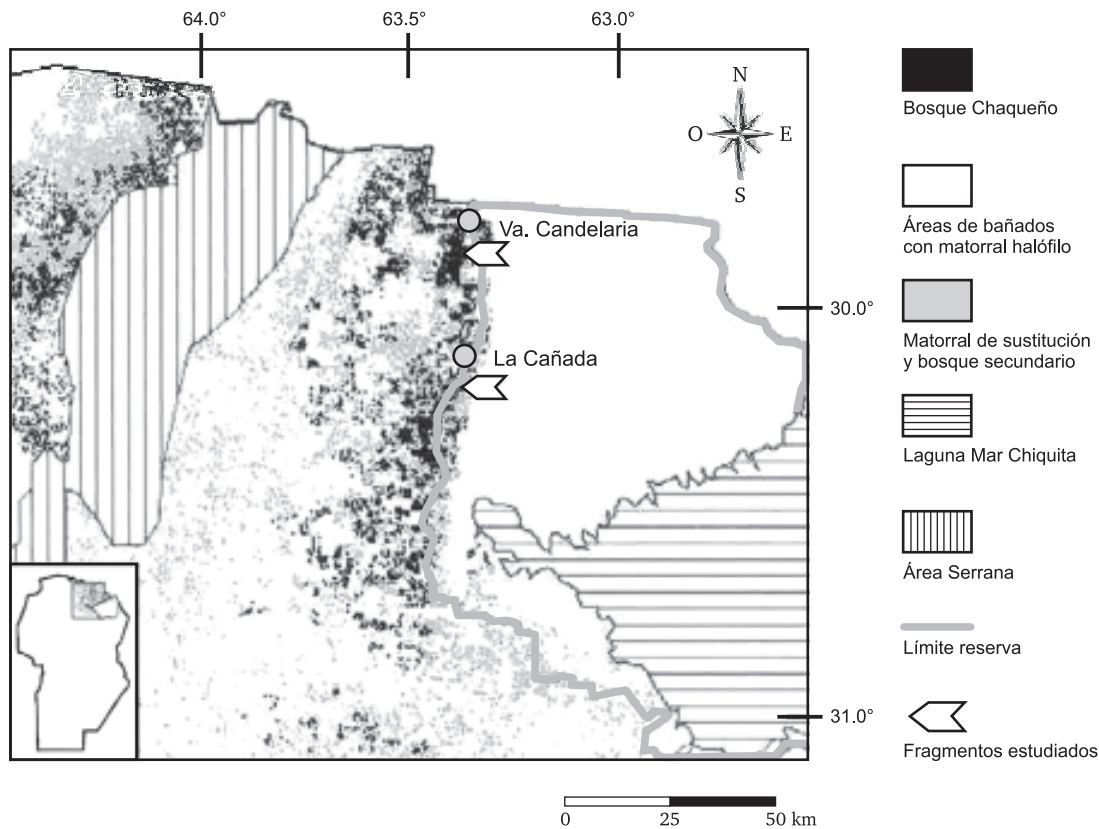 64.0°
63.5°
63.0°
N
O
E
S
Va. Candelaria
La Cañada
30.0°
31.0°
Bosque Chaqueño
Áreas de bañados
con matorral halófilo
Matorral de sustitución
y bosque secundario
Laguna Mar Chiquita
Área Serrana
Límite reserva
Fragmentos estudiados
0
25
50 km